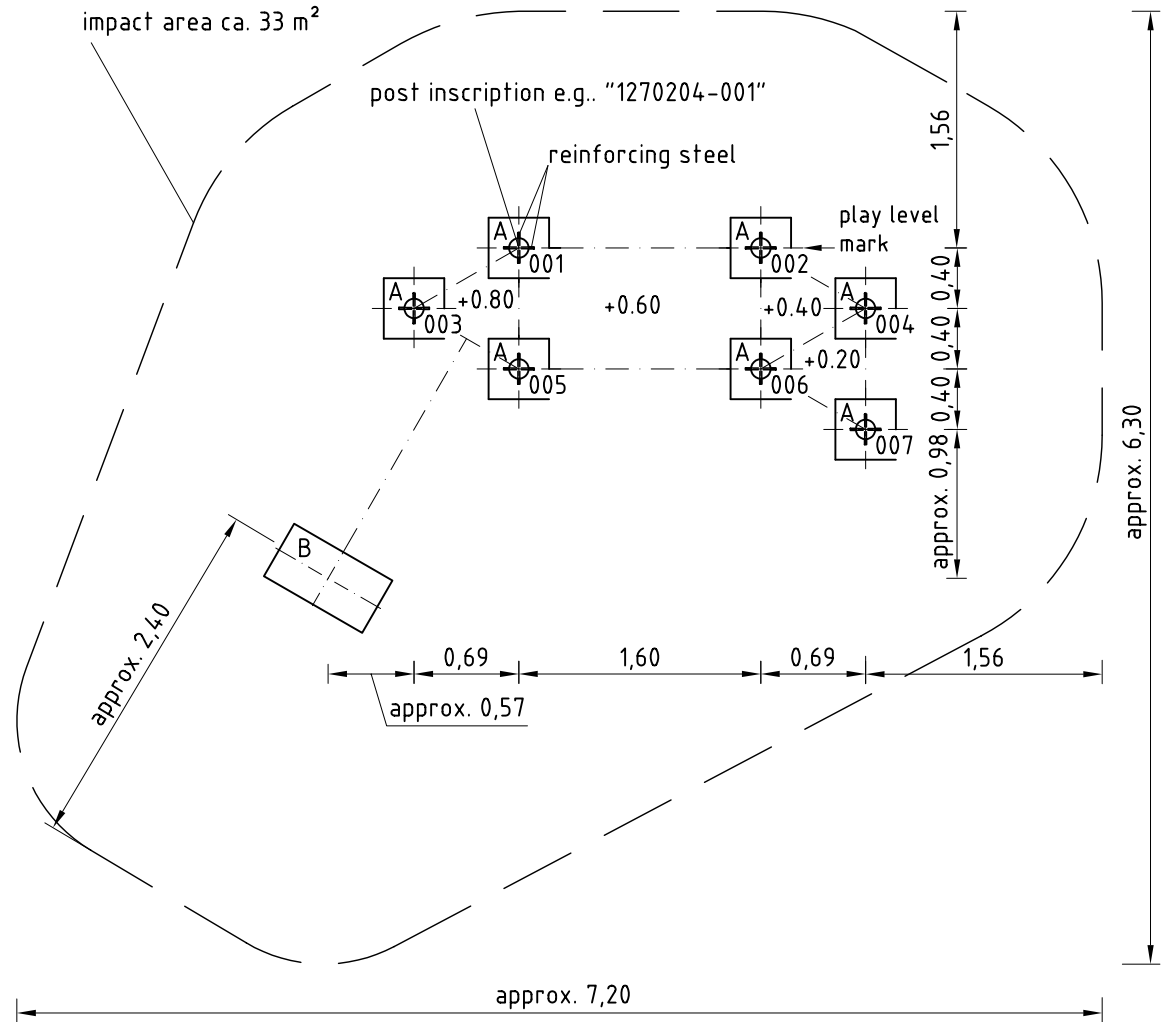 impact area ca. 33 m²
post inscription e.g.. "1270204-001"
reinforcing steel
1,56
play level
mark
A
001
A
002
A
003
+0.80
+0.60
+0.40
A
004
0,40
0,40
A
005
A
006
+0.20
0,40
A
007
approx. 0,98
approx. 6,30
B
approx. 2,40
0,69
1,60
0,69
1,56
approx. 0,57
approx. 7,20